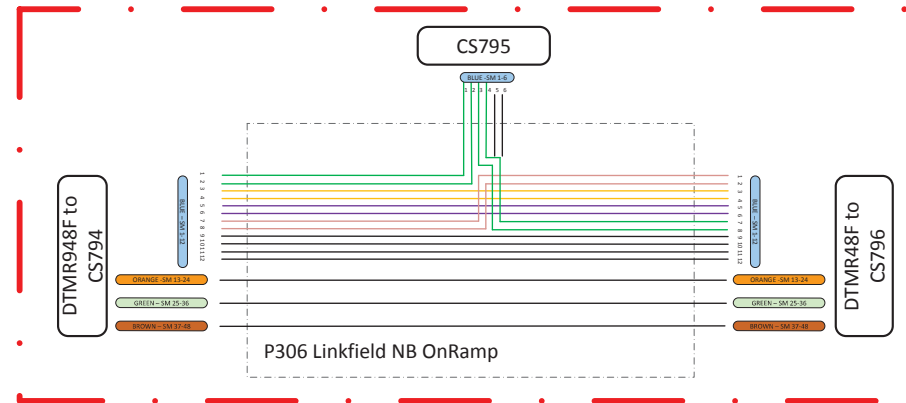 CS795
BLUE -SM 1-6
1 2 3 4 5 6
DTMR948F to
CS794
BLUE – SM 1-12
1
2
3
4
5
6
7
8
9
10
11
12
ORANGE -SM 13-24
GREEN – SM 25-36
BROWN – SM 37-48
P306 Linkfield NB OnRamp
1
2
3
4
5
6
7
8
9
10
11
12
BLUE – SM 1-12
ORANGE -SM 13-24
GREEN – SM 25-36
BROWN – SM 37-48
DTMR48F to
CS796